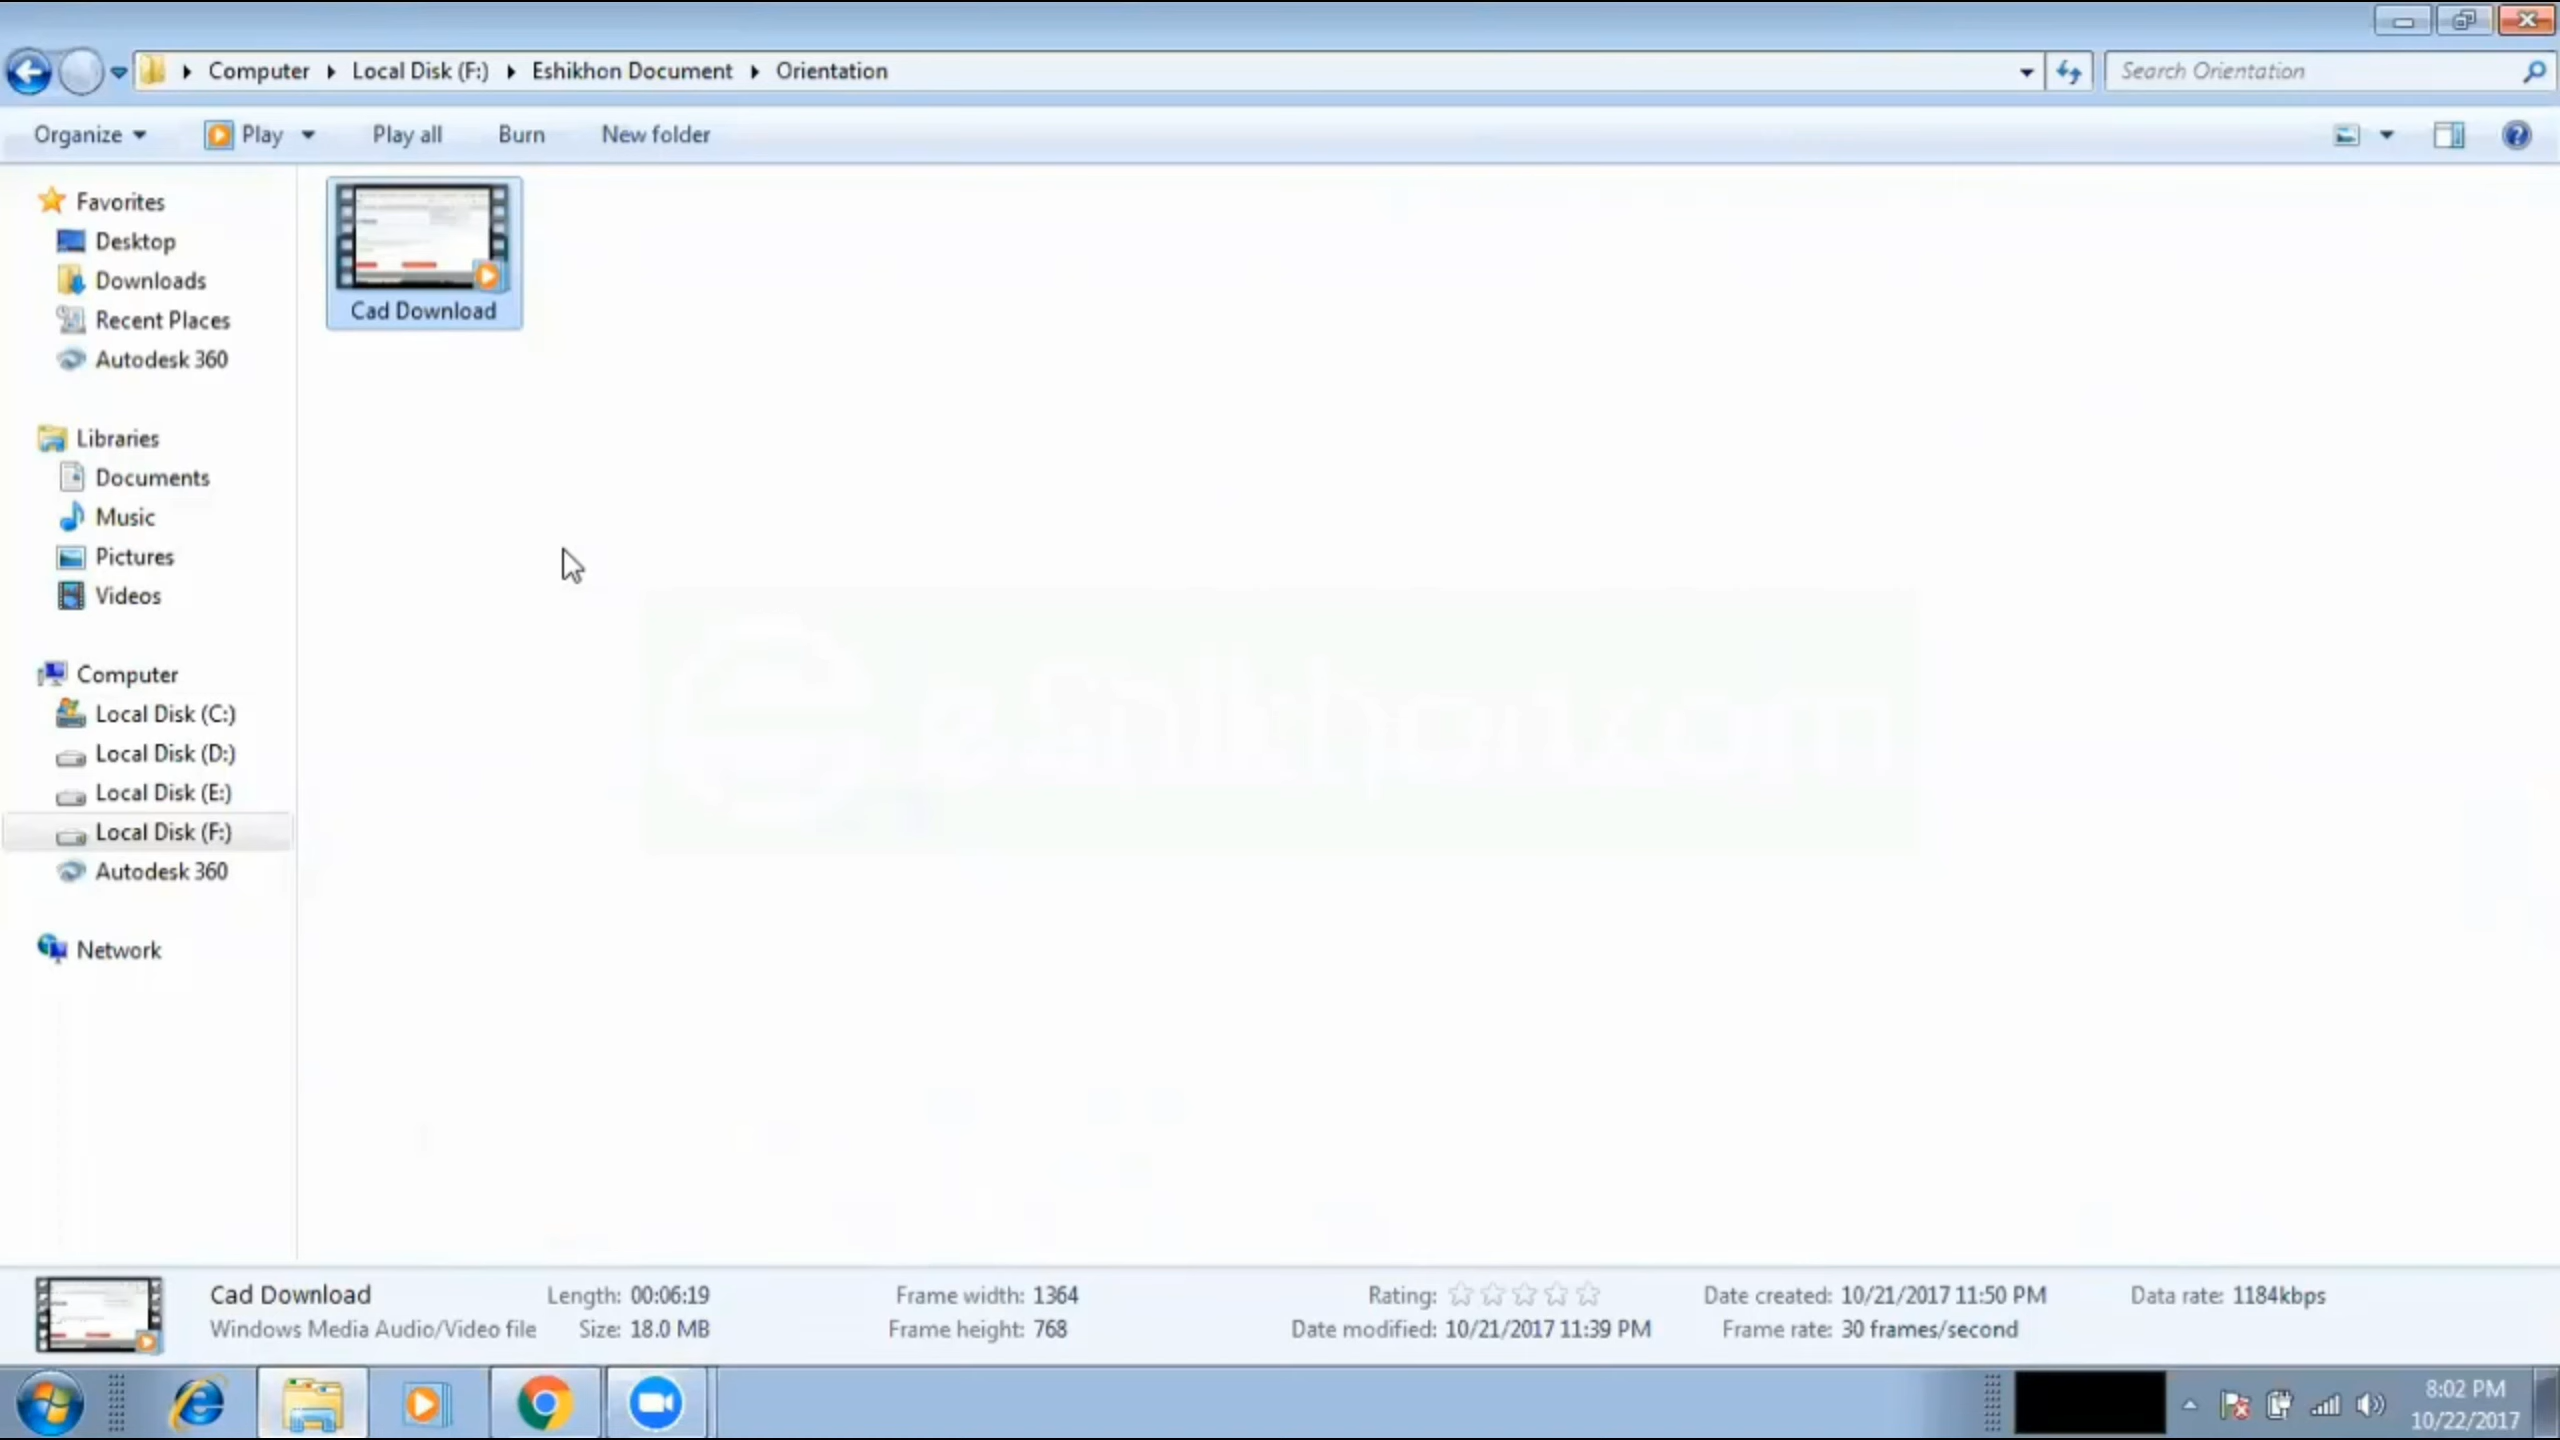 Computer Local Disk (F:) Eshikhon Document Orientation
Search Orientation
Organize Play Play all Burn New folder
Favorites
Desktop
Downloads
Recent Places
Autodesk 360
Libraries
Documents
Music
Pictures
Videos
Computer
Local Disk (C:)
Local Disk (D:)
Local Disk (E:)
Local Disk (F:)
Autodesk 360
Network
Cad Download
Cad Download Length: 00:06:19 Frame width: 1364 Rating: Date created: 10/21/2017 11:50 PM Data rate: 1184kbps
Windows Media Audio/Video file Size: 18.0 MB Frame height: 768 Date modified: 10/21/2017 11:39 PM Frame rate: 30 frames/second
8:02 PM
10/22/2017